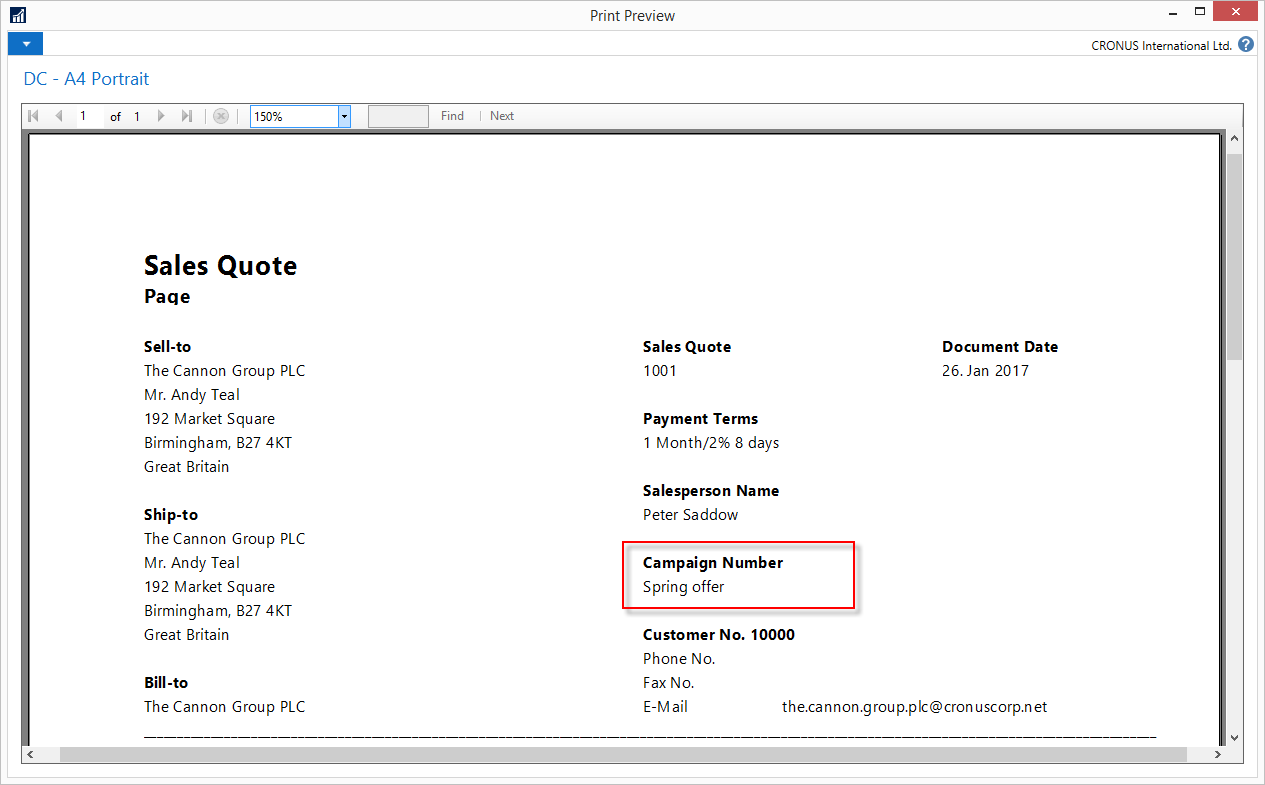 Print Preview
CRONUS International Ltd.
DC - A4 Portrait
1 of 1 150% Find Next
Sales Quote
Page
Sell-to
The Cannon Group PLC
Mr. Andy Teal
192 Market Square
Birmingham, B27 4KT
Great Britain
Ship-to
The Cannon Group PLC
Mr. Andy Teal
192 Market Square
Birmingham, B27 4KT
Great Britain
Bill-to
The Cannon Group PLC
Sales Quote
1001
Payment Terms
1 Month/2% 8 days
Salesperson Name
Peter Saddow
Campaign Number
Spring offer
Customer No. 10000
Phone No.
Fax No.
E-Mail the.cannon.group.plc@cronuscorp.net
Document Date
26. Jan 2017